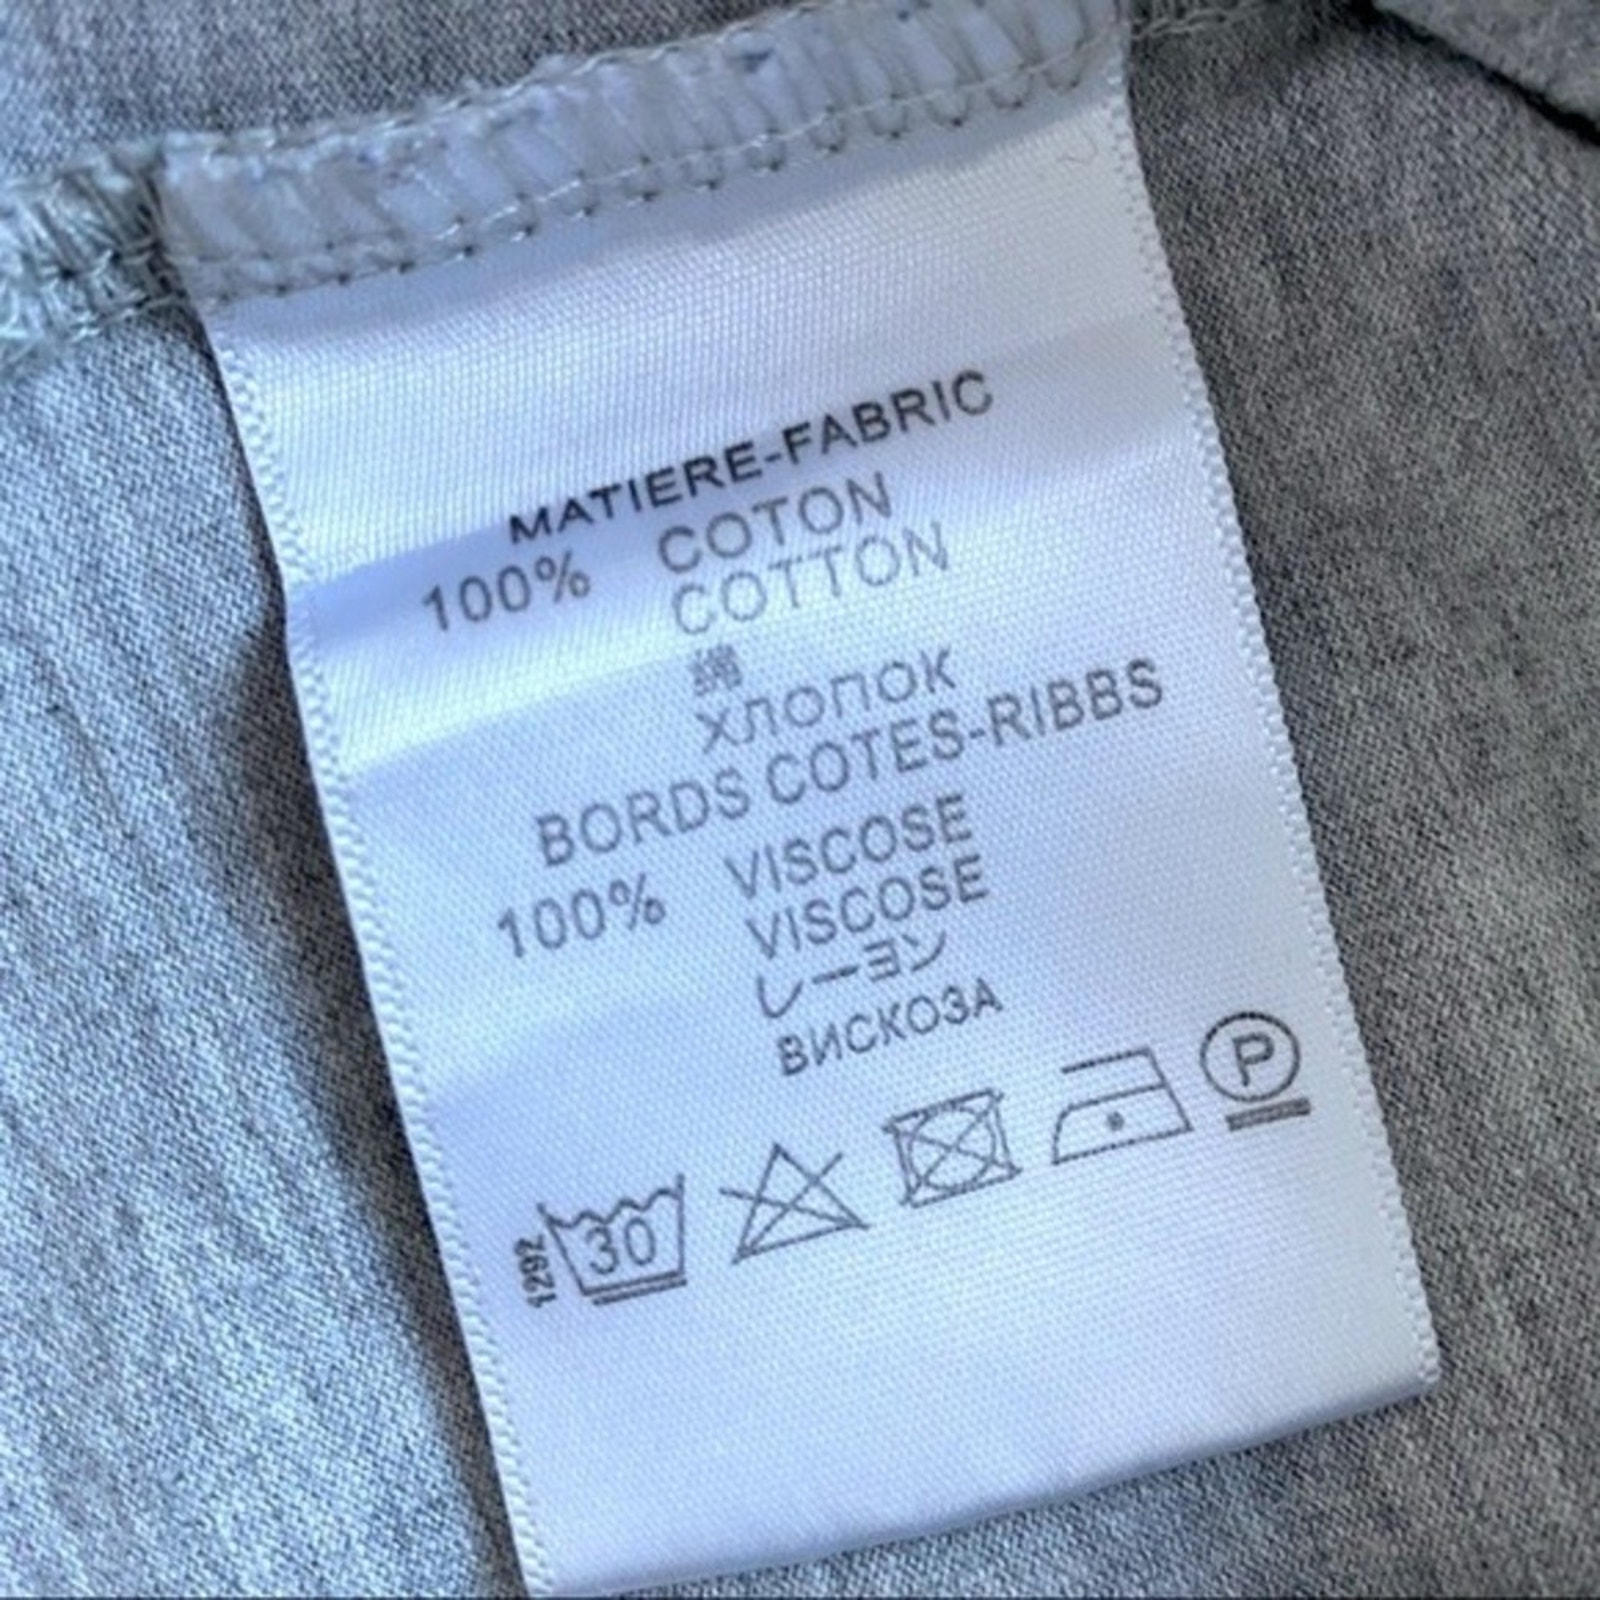 MATIERE-FABRIC
100% COTON
COTTON
綿
ХЛОПОК
BORDS COTES-RIBBS
100% VISCOSE
VISCOSE
レーヨン
ВИСКОЗА
1292 30 P